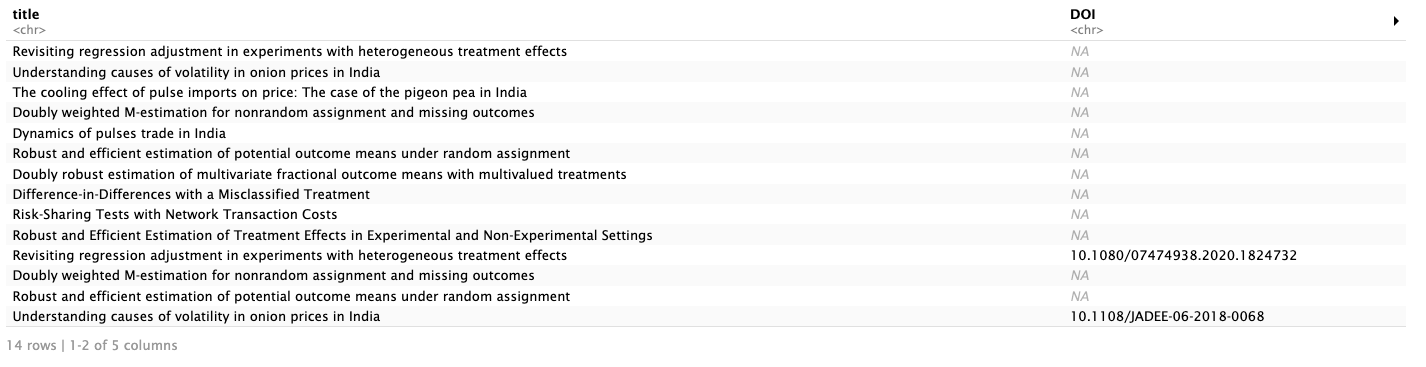 title DOI
<chr> <chr>
Revisiting regression adjustment in experiments with heterogeneous treatment effects NA
Understanding causes of volatility in onion prices in India NA
The cooling effect of pulse imports on price: The case of the pigeon pea in India NA
Doubly weighted M-estimation for nonrandom assignment and missing outcomes NA
Dynamics of pulses trade in India NA
Robust and efficient estimation of potential outcome means under random assignment NA
Doubly robust estimation of multivariate fractional outcome means with multivalued treatments NA
Difference-in-Differences with a Misclassified Treatment NA
Risk-Sharing Tests with Network Transaction Costs NA
Robust and Efficient Estimation of Treatment Effects in Experimental and Non-Experimental Settings NA
Revisiting regression adjustment in experiments with heterogeneous treatment effects 10.1080/07474938.2020.1824732
Doubly weighted M-estimation for nonrandom assignment and missing outcomes NA
Robust and efficient estimation of potential outcome means under random assignment NA
Understanding causes of volatility in onion prices in India 10.1108/JADEE-06-2018-0068
14 rows | 1-2 of 5 columns